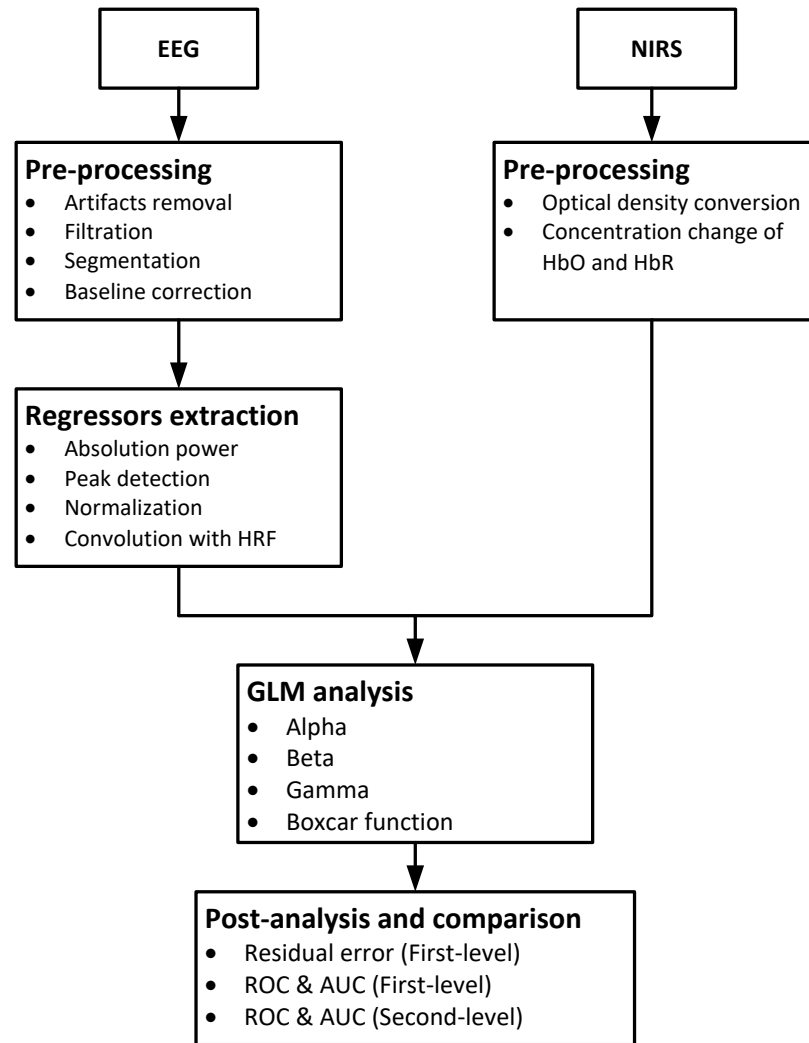 EEG
NIRS
Pre-processing
• Artifacts removal
• Filtration
• Segmentation
• Baseline correction
Pre-processing
• Optical density conversion
• Concentration change of
HbO and HbR
Regressors extraction
• Absolution power
• Peak detection
• Normalization
• Convolution with HRF
GLM analysis
• Alpha
• Beta
• Gamma
• Boxcar function
Post-analysis and comparison
• Residual error (First-level)
• ROC & AUC (First-level)
• ROC & AUC (Second-level)